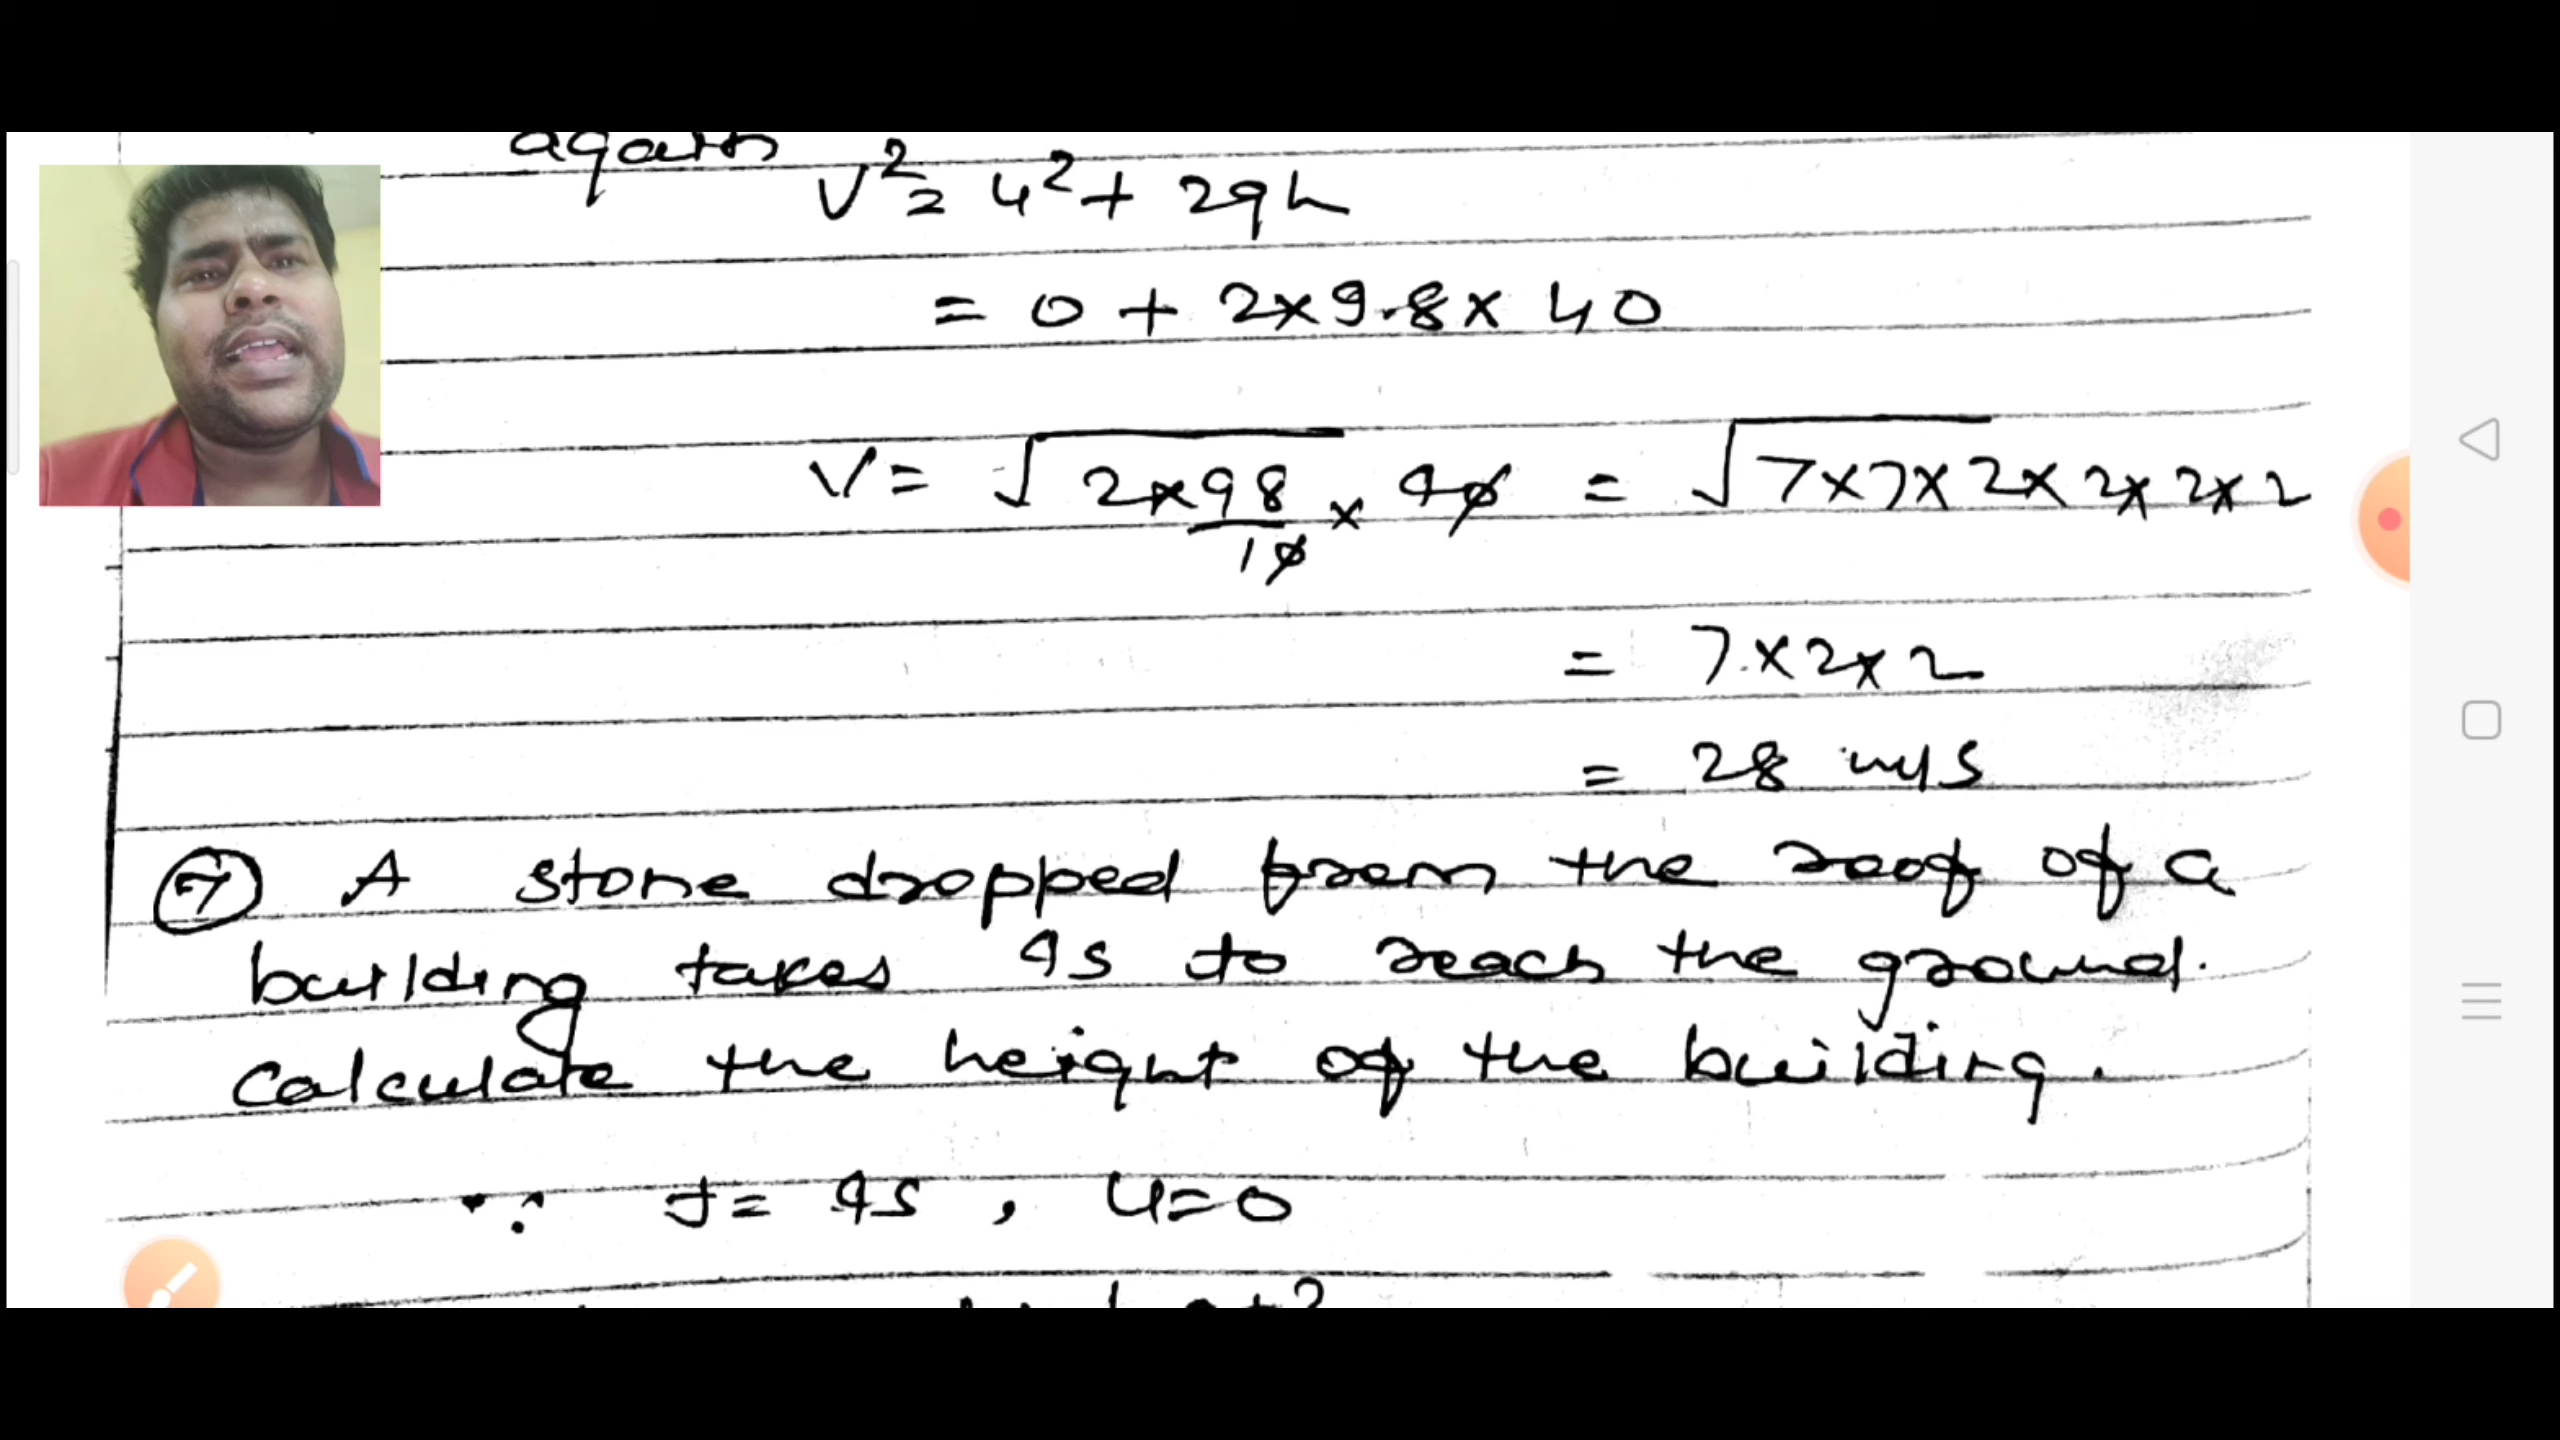 again
V² = u² + 2gh
= 0 + 2×9.8× 40
V = √2×98/10 × 40 = √7×7×2×2×2×2
= 7×2×2
= 28 m/s
⑦ A stone dropped from the roof of a
building takes 4s to reach the ground.
Calculate the height of the building.
∵ t = 4s , u=0